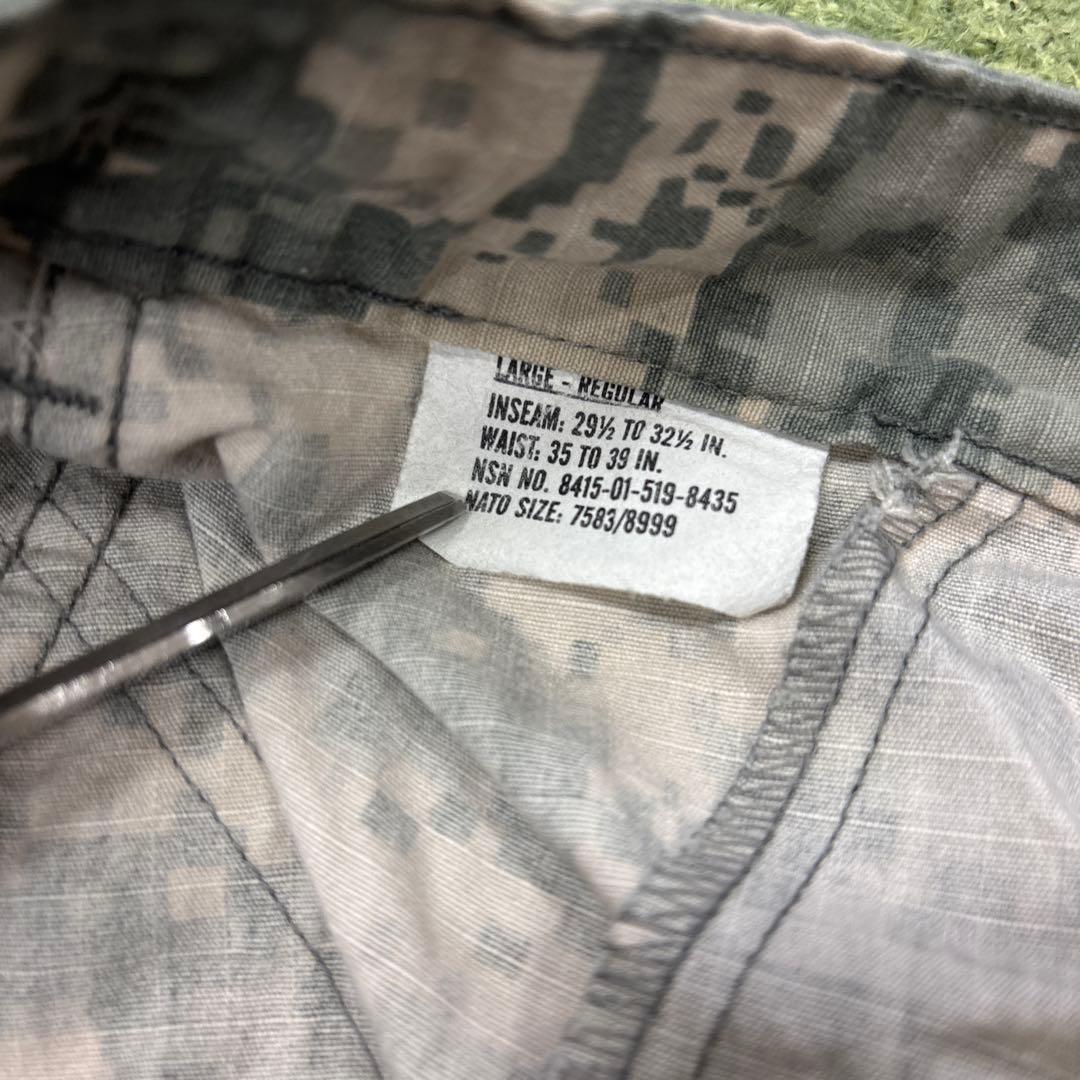 LARGE - REGULAR
INSEAM: 29½ TO 32½ IN.
WAIST: 35 TO 39 IN.
NSN NO. 8415-01-519-8435
NATO SIZE: 7583/8999